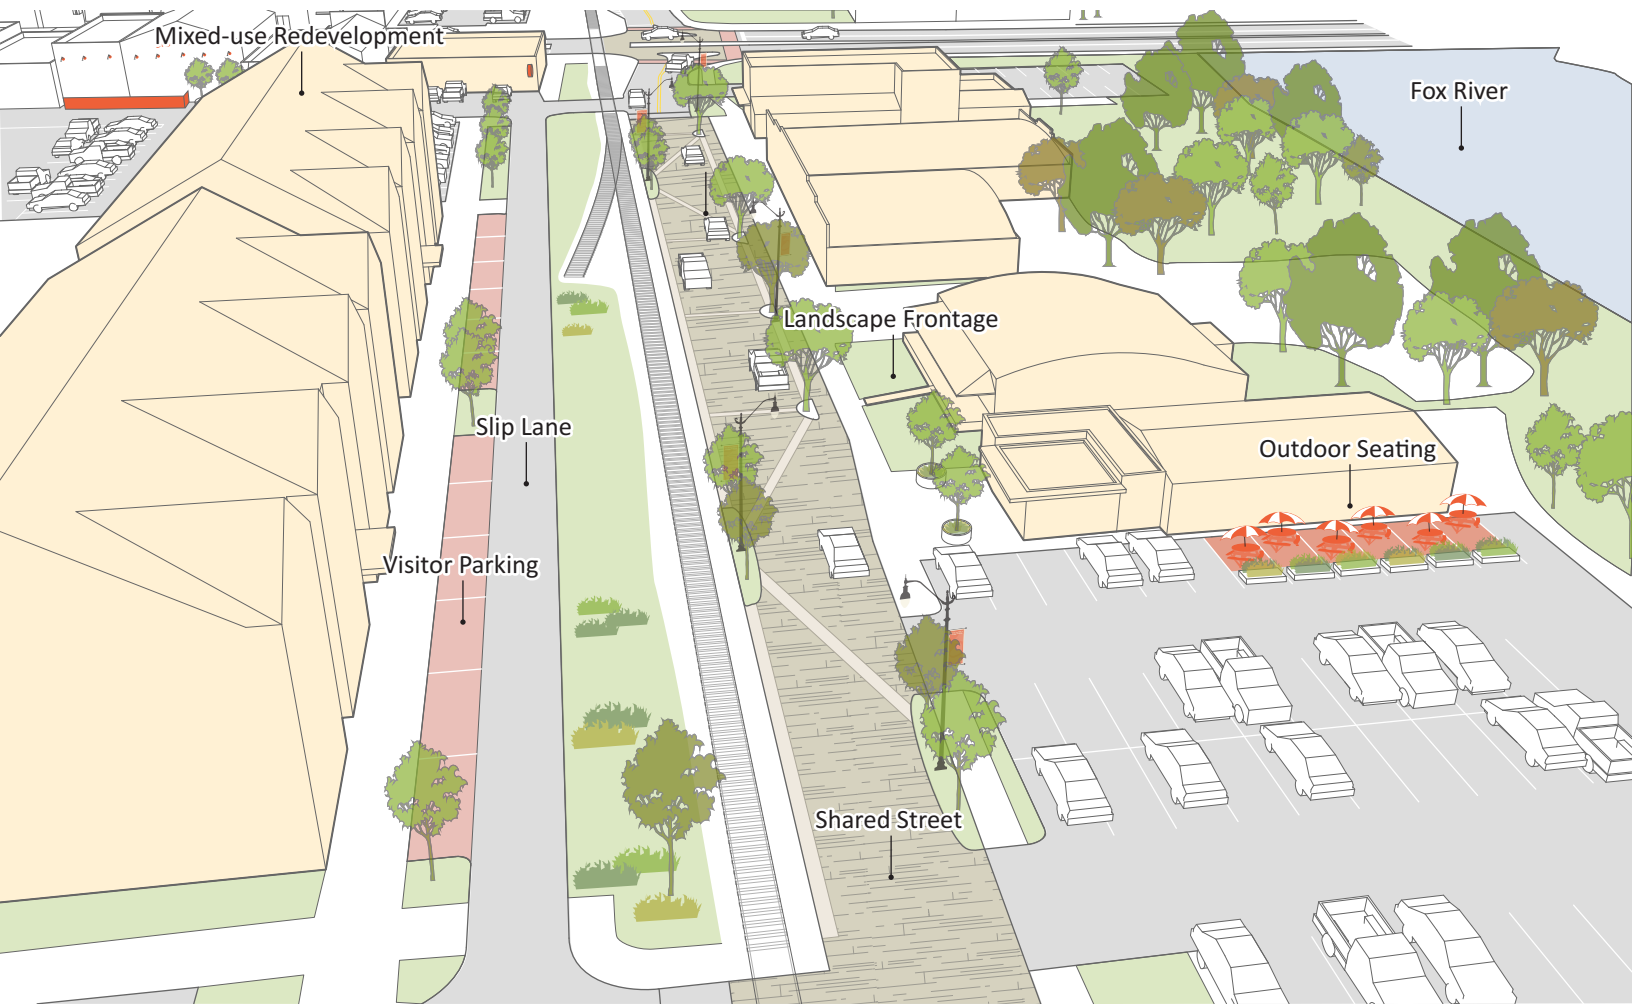 Mixed-use Redevelopment
Fox River
Landscape Frontage
Slip Lane
Outdoor Seating
Visitor Parking
Shared Street